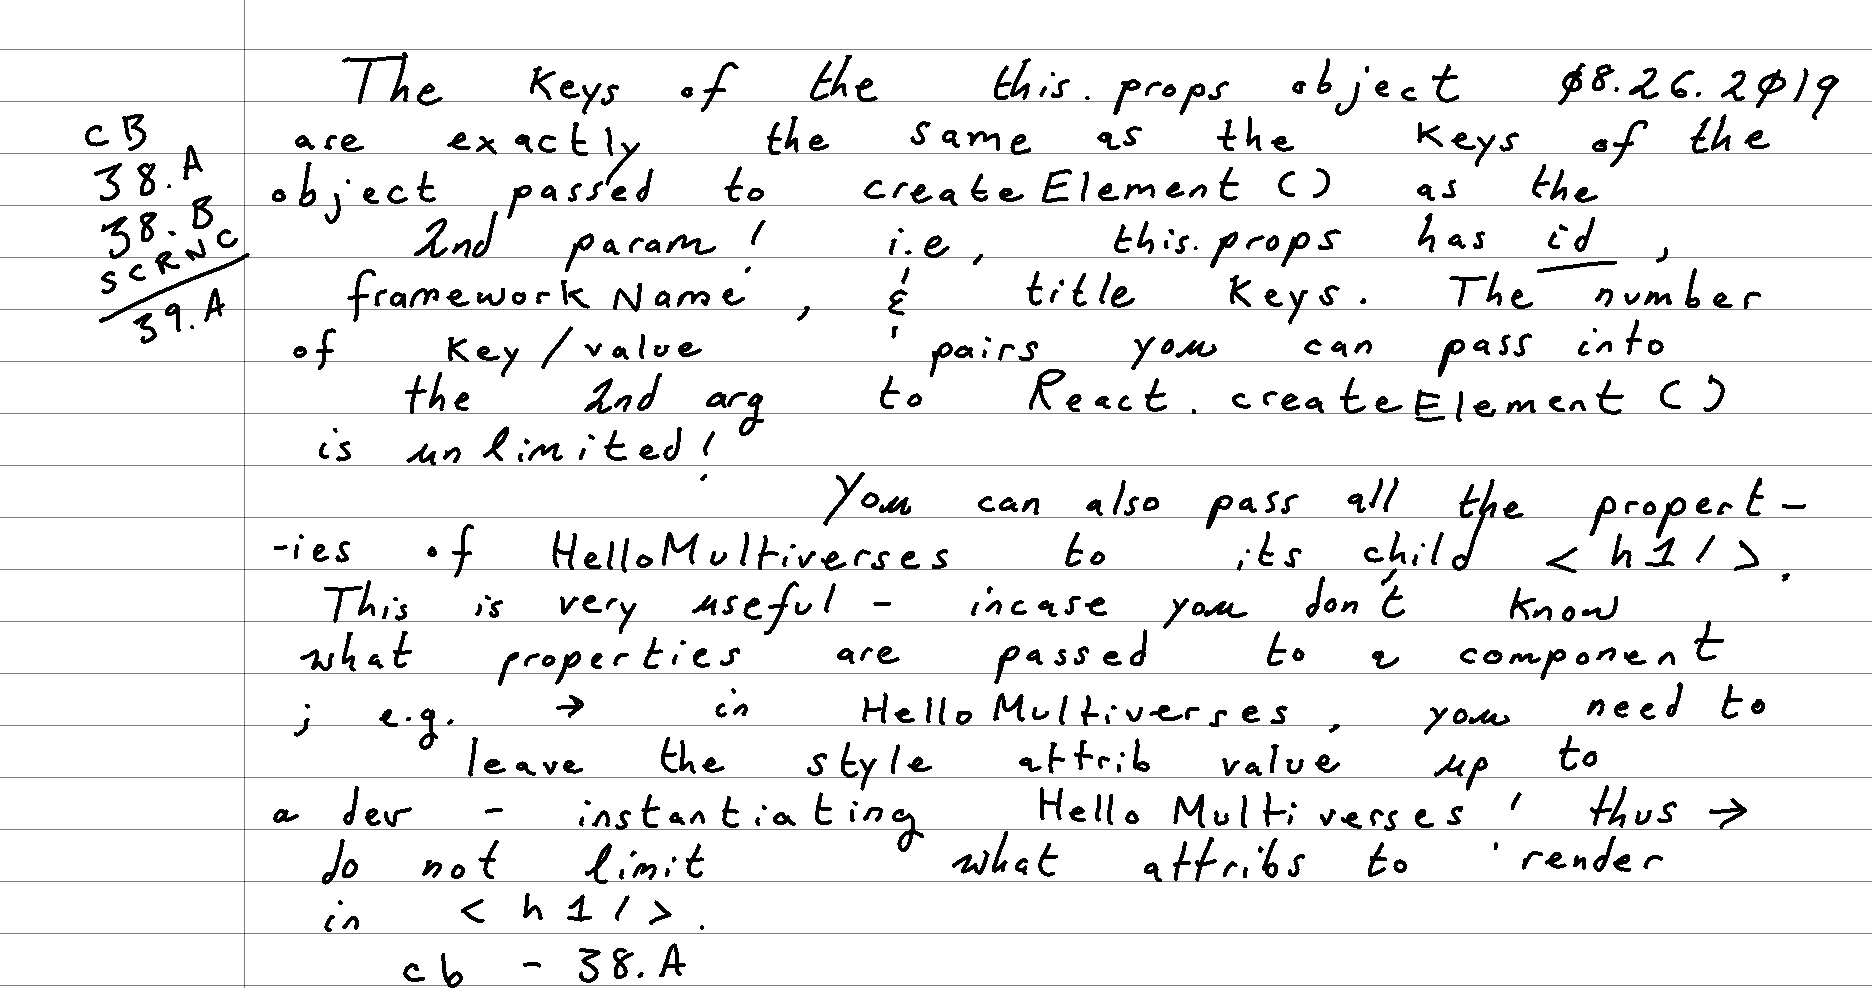 The keys of the this.props object 08.26.2019
CB
are exactly the same as the keys of the
38.A
object passed to createElement() as the
38.B
2nd param! i.e, this.props has id,
SCRNC
frameworkName, & title keys. The number
39.A
of key/value pairs you can pass into
the 2nd arg to React.createElement()
is unlimited!
You can also pass all the propert-
-ies of HelloMultiverses to its child <h1/>.
This is very useful - incase you don't know
what properties are passed to a component
; e.g. → in HelloMultiverses, you need to
leave the style attrib value up to
a dev - instantiating HelloMultiverses! thus →
do not limit what attribs to render
in <h1/>.
cb - 38.A